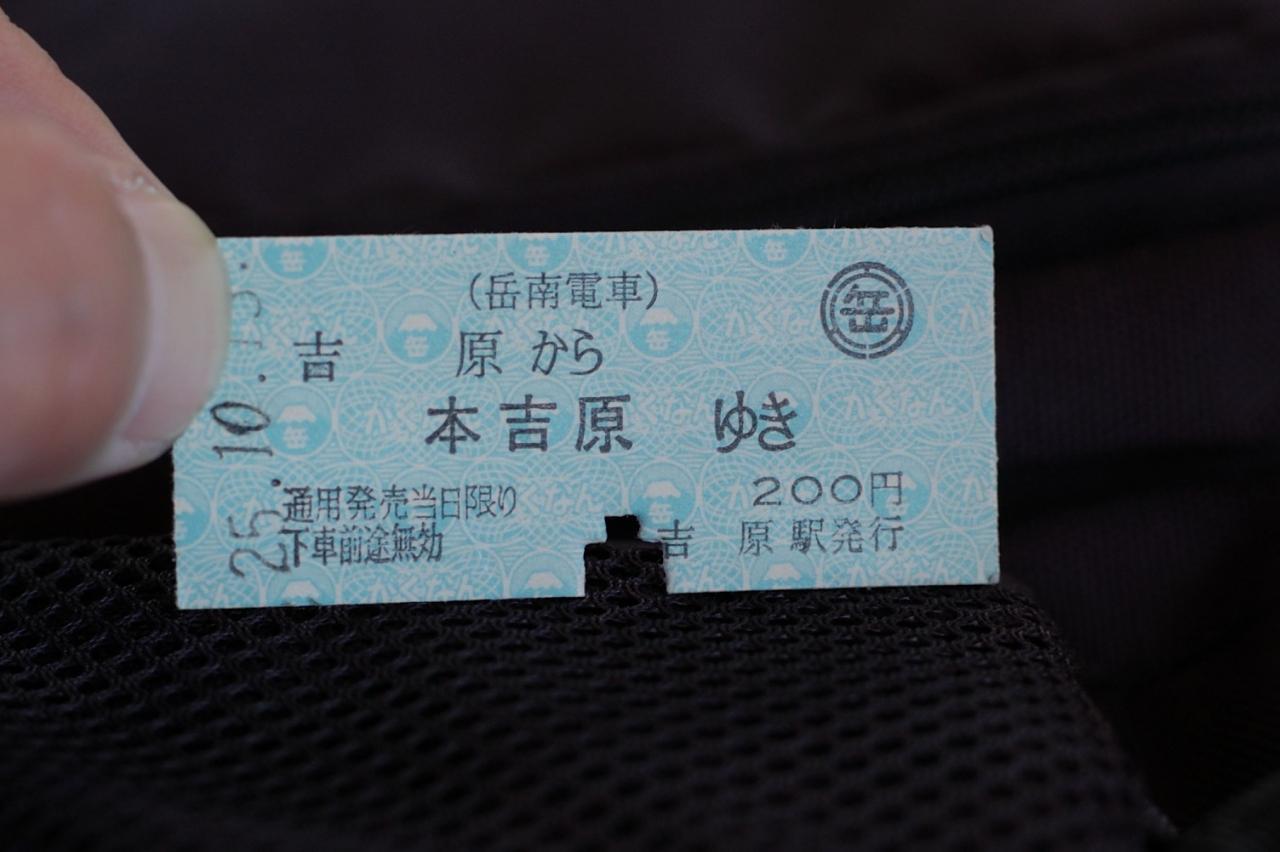 (岳南電車)
岳
吉 原 から
本吉原 ゆき
通用発売当日限り
下車前途無効
200円
吉 原 駅発行
25.10.